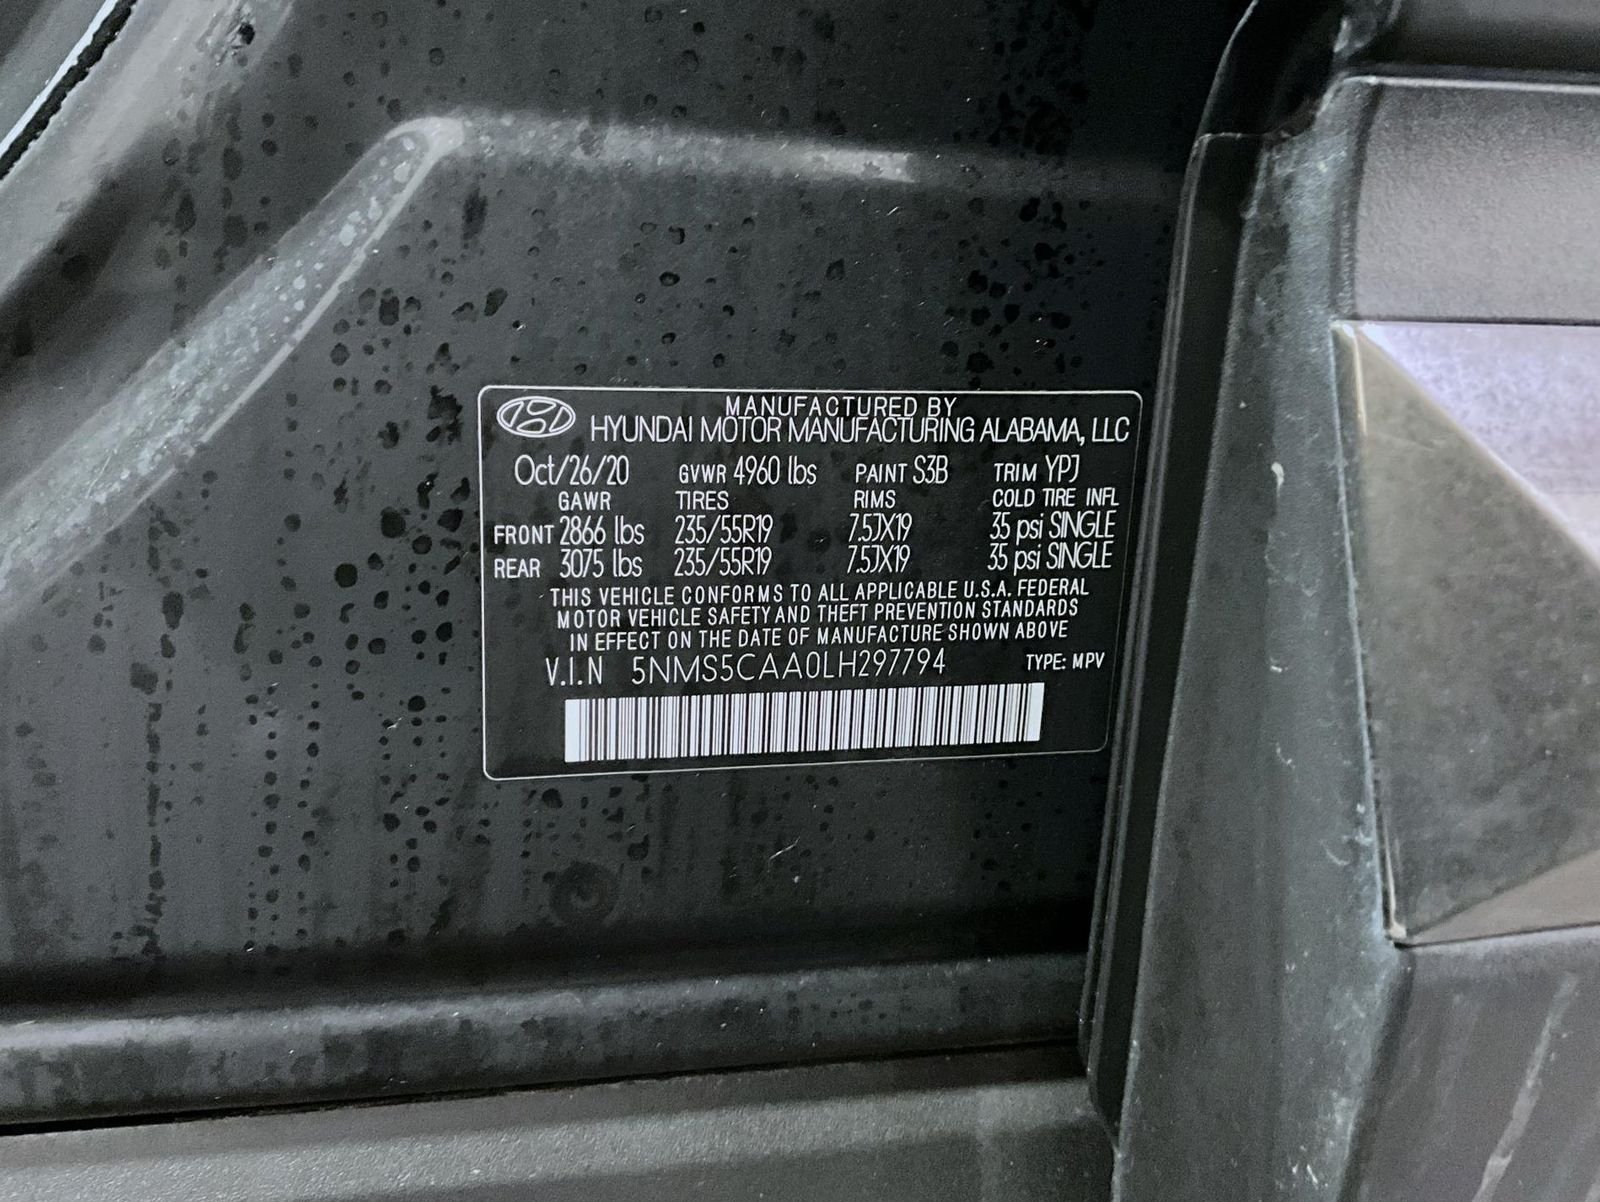 MANUFACTURED BY
HYUNDAI MOTOR MANUFACTURING ALABAMA, LLC
Oct/26/20 GVWR 4960 lbs PAINT S3B TRIM YPJ
GAWR TIRES RIMS COLD TIRE INFL
FRONT 2866 lbs 235/55R19 7.5JX19 35 psi SINGLE
REAR 3075 lbs 235/55R19 7.5JX19 35 psi SINGLE
THIS VEHICLE CONFORMS TO ALL APPLICABLE U.S.A. FEDERAL
MOTOR VEHICLE SAFETY AND THEFT PREVENTION STANDARDS
IN EFFECT ON THE DATE OF MANUFACTURE SHOWN ABOVE
V.I.N 5NMS5CAA0LH297794 TYPE: MPV